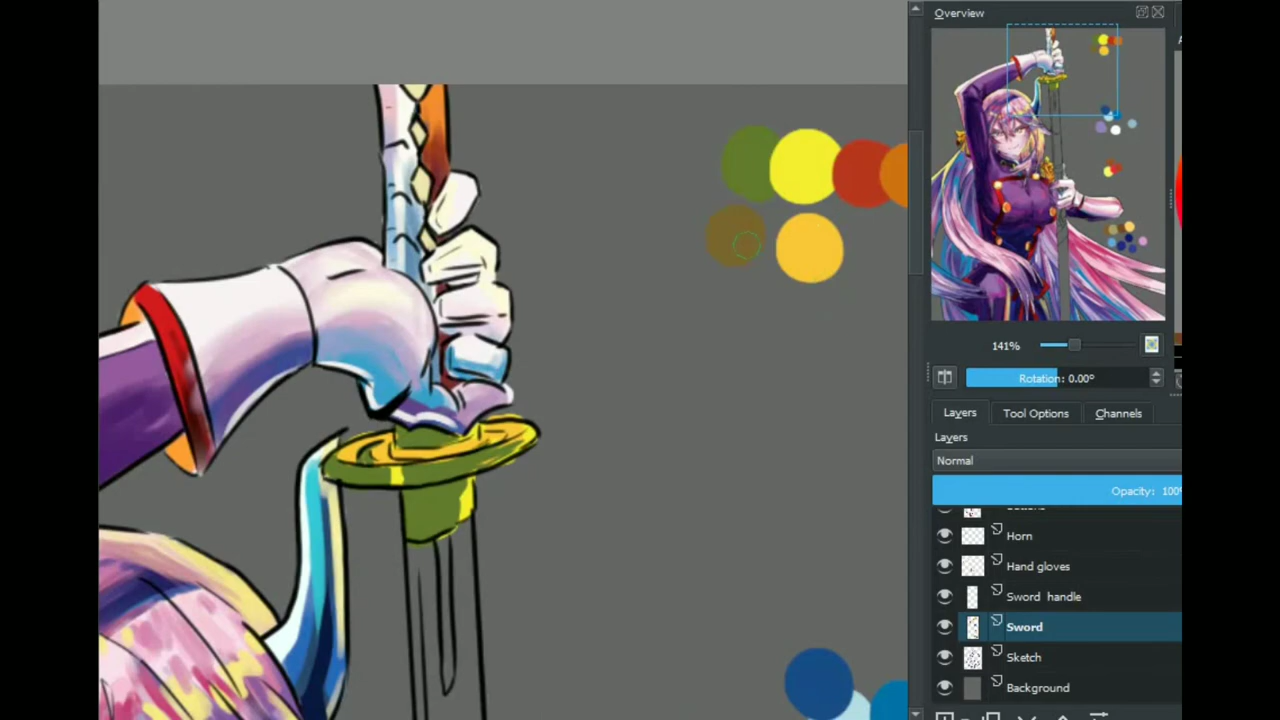 Overview
141%
Rotation: 0.00°
Layers
Tool Options
Channels
Layers
Normal
Opacity: 100%
Horn
Hand gloves
Sword handle
Sword
Sketch
Background